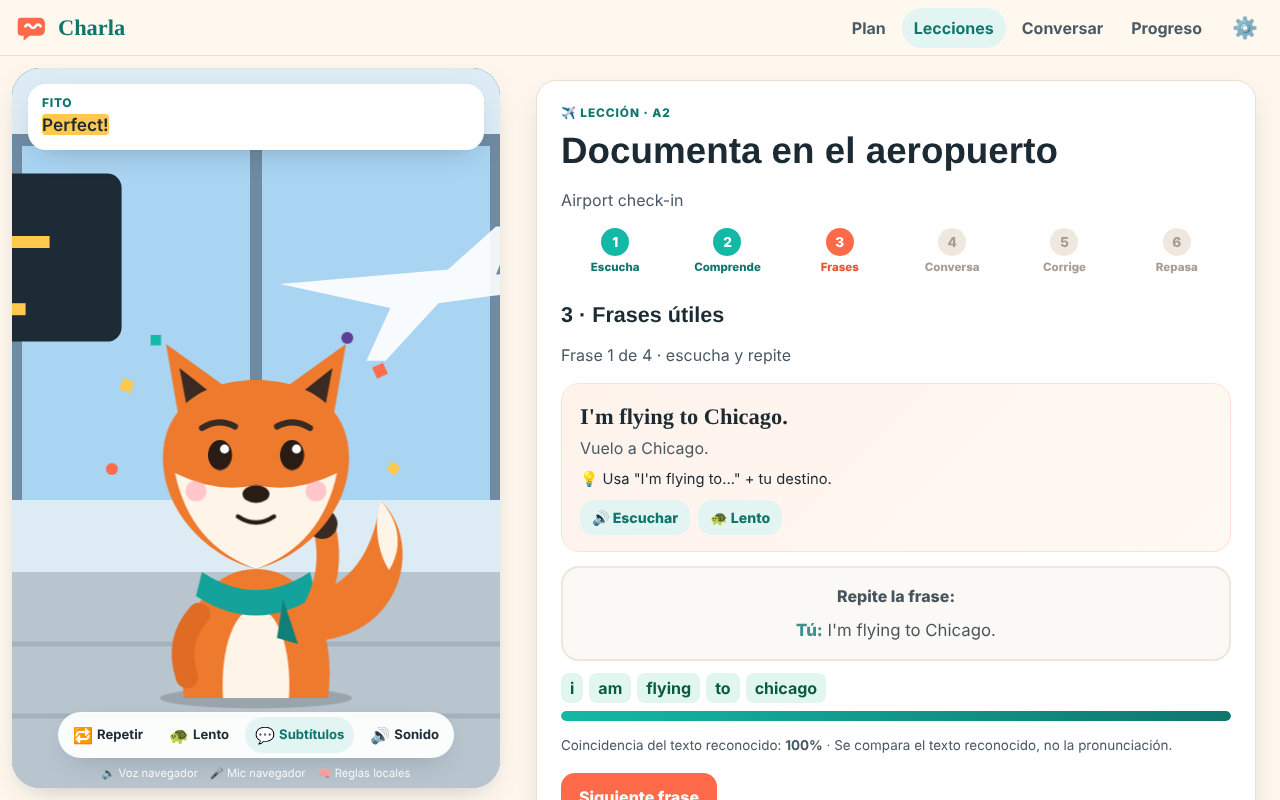 Charla
Plan
Lecciones
Conversar
Progreso
FITO
Perfect!
🔁 Repetir
🐢 Lento
💬 Subtítulos
🔊 Sonido
🔈 Voz navegador
🎤 Mic navegador
🧠 Reglas locales
✈️ LECCIÓN · A2
Documenta en el aeropuerto
Airport check-in
1 2 3 4 5 6
Escucha Comprende Frases Conversa Corrige Repasa
3 · Frases útiles
Frase 1 de 4 · escucha y repite
I'm flying to Chicago.
Vuelo a Chicago.
💡 Usa "I'm flying to..." + tu destino.
🔊 Escuchar 🐢 Lento
Repite la frase:
Tú: I'm flying to Chicago.
i am flying to chicago
Coincidencia del texto reconocido: 100% · Se compara el texto reconocido, no la pronunciación.
Siguiente frase